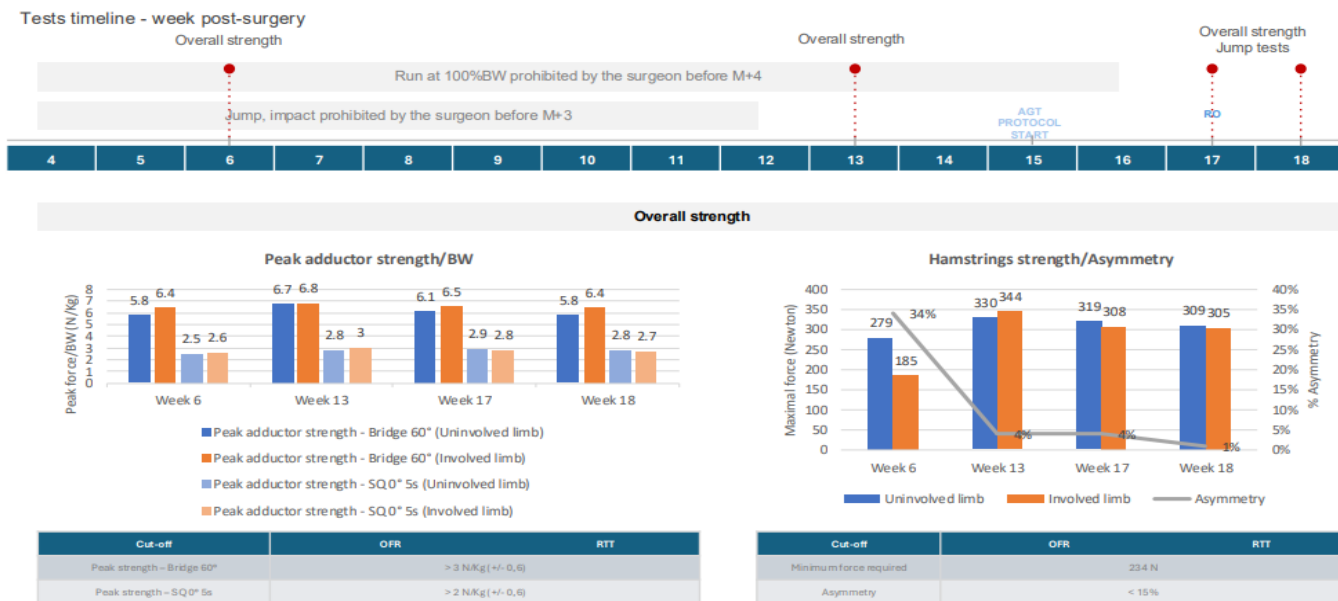 Tests timeline - week post-surgery
Overall strength
Overall strength
Overall strength
Jump tests
Run at 100%BW prohibited by the surgeon before M+4
Jump, impact prohibited by the surgeon before M+3
AGT
PROTOCOL
START
RO
4 5 6 7 8 9 10 11 12 13 14 15 16 17 18
Overall strength
Peak adductor strength/BW
Peak force/BW (N/Kg)
8
7
6
5
4
3
2
1
0
5.8 6.4 2.5 2.6
6.7 6.8 2.8 3
6.1 6.5 2.9 2.8
5.8 6.4 2.8 2.7
Week 6 Week 13 Week 17 Week 18
Peak adductor strength - Bridge 60° (Uninvolved limb)
Peak adductor strength - Bridge 60° (Involved limb)
Peak adductor strength - SQ 0° 5s (Uninvolved limb)
Peak adductor strength - SQ 0° 5s (Involved limb)
Cut-off OFR RTT
Peak strength – Bridge 60° > 3 N/Kg (+/- 0,6)
Peak strength – SQ 0° 5s > 2 N/Kg (+/- 0,6)
Hamstrings strength/Asymmetry
Maximal force (Newton)
400
350
300
250
200
150
100
50
0
279 185 34%
330 344 4%
319 308 4%
309 305 1%
40%
35%
30%
25%
20%
15%
10%
5%
0%
% Asymmetry
Week 6 Week 13 Week 17 Week 18
Uninvolved limb Involved limb Asymmetry
Cut-off OFR RTT
Minimum force required 234 N
Asymmetry < 15%